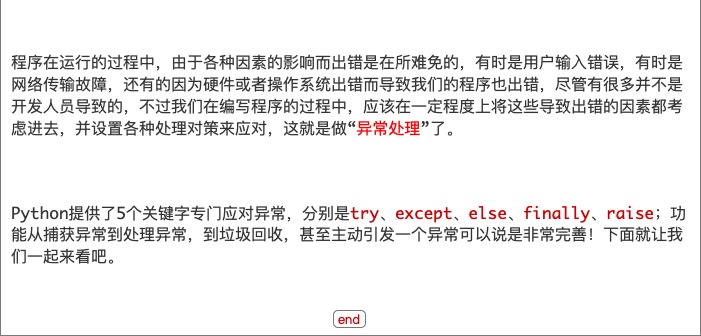 程序在运行的过程中，由于各种因素的影响而出错是在所难免的，有时是用户输入错误，有时是
网络传输故障，还有的因为硬件或者操作系统出错而导致我们的程序也出错，尽管有很多并不是
开发人员导致的，不过我们在编写程序的过程中，应该在一定程度上将这些导致出错的因素都考
虑进去，并设置各种处理对策来应对，这就是做“异常处理”了。
Python提供了5个关键字专门应对异常，分别是try、except、else、finally、raise；功
能从捕获异常到处理异常，到垃圾回收，甚至主动引发一个异常可以说是非常完善！下面就让我
们一起来看吧。
end